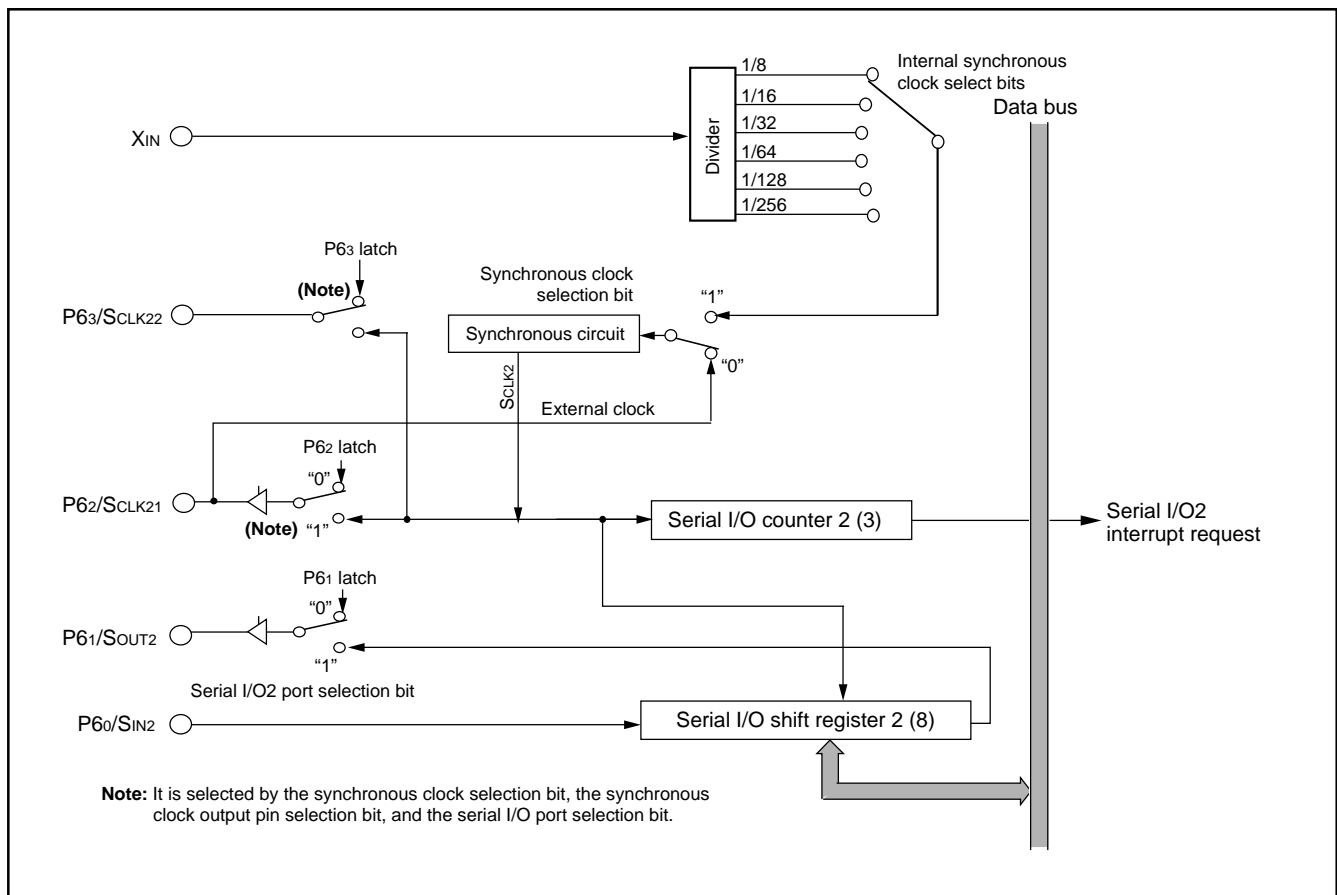 1/8
Internal synchronous
clock select bits
Data bus
1/16
1/32
XIN
Divider
1/64
1/128
1/256
P63 latch
(Note)
Synchronous clock
selection bit
“1”
P63/SCLK22
Synchronous circuit
“0”
SCLK2
External clock
P62 latch
“0”
P62/SCLK21
(Note) “1”
Serial I/O counter 2 (3)
Serial I/O2
interrupt request
P61 latch
“0”
P61/SOUT2
“1”
Serial I/O2 port selection bit
P60/SIN2
Serial I/O shift register 2 (8)
Note: It is selected by the synchronous clock selection bit, the synchronous
clock output pin selection bit, and the serial I/O port selection bit.